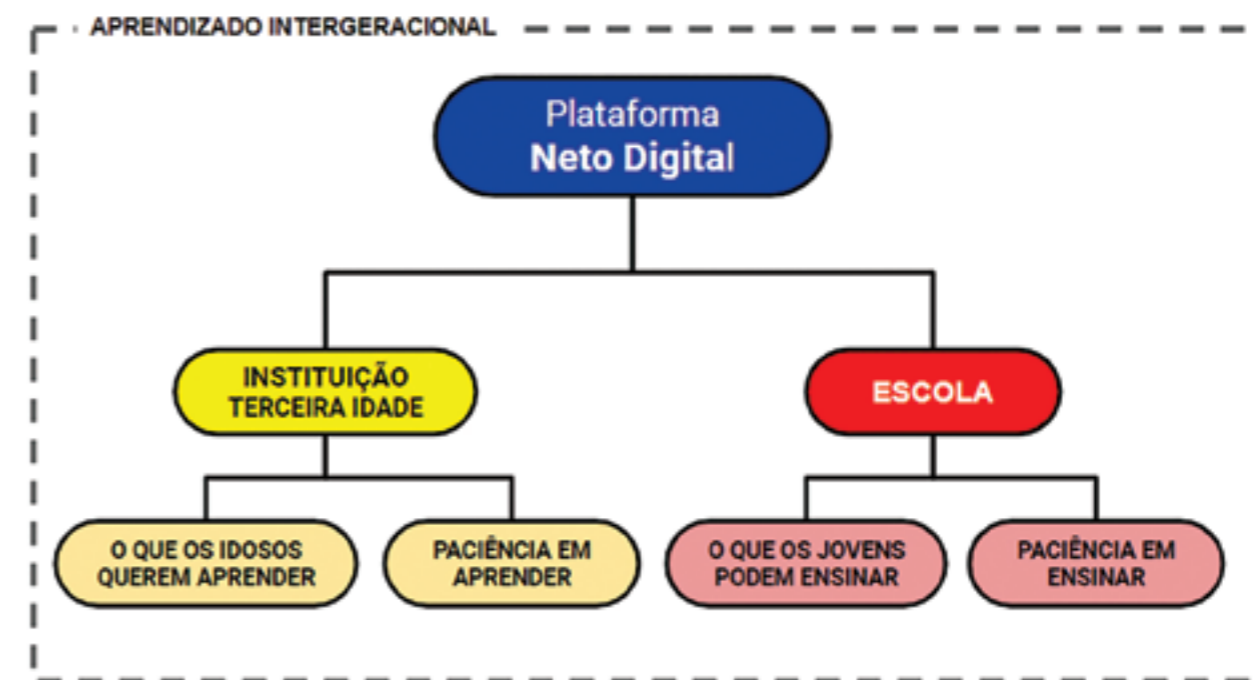 APRENDIZADO INTERGERACIONAL
Plataforma
Neto Digital
INSTITUIÇÃO
TERCEIRA IDADE
ESCOLA
O QUE OS IDOSOS
QUEREM APRENDER
PACIÊNCIA EM
APRENDER
O QUE OS JOVENS
PODEM ENSINAR
PACIÊNCIA EM
ENSINAR